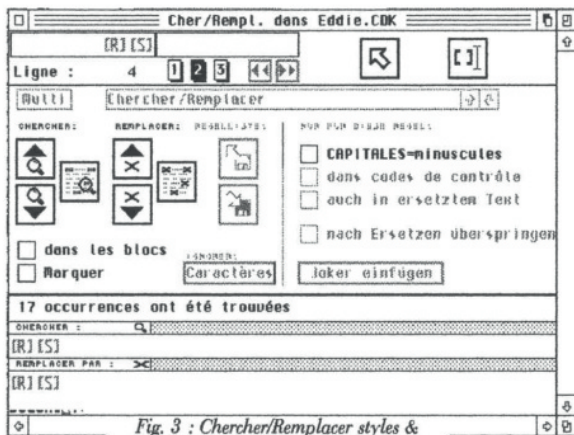 Cher/Rempl. dans Eddie.CDK
[R][S]
Ligne : 4 1 2 3
Multi Chercher/Remplacer
CHERCHER: REMPLACER:
CAPITALES=minuscules
dans codes de contrôle
auch in ersetztem Text
nach Ersetzen überspringen
dans les blocs
Marquer
IGNORER:
Caractères
Joker einfügen
17 occurrences ont été trouvées
CHERCHER :
[R][S]
REMPLACER PAR :
[R][S]
Fig. 3 : Chercher/Remplacer styles &